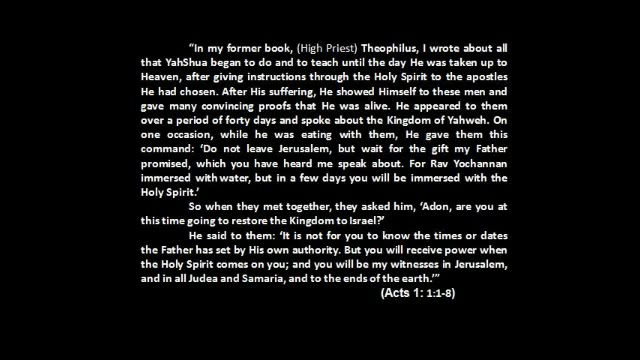 “In my former book, (High Priest) Theophilus, I wrote about all
that YahShua began to do and to teach until the day He was taken up to
Heaven, after giving instructions through the Holy Spirit to the apostles
He had chosen. After His suffering, He showed Himself to these men and
gave many convincing proofs that He was alive. He appeared to them
over a period of forty days and spoke about the Kingdom of Yahweh. On
one occasion, while he was eating with them, He gave them this
command: ‘Do not leave Jerusalem, but wait for the gift my Father
promised, which you have heard me speak about. For Rav Yochannan
immersed with water, but in a few days you will be immersed with the
Holy Spirit.’
So when they met together, they asked him, ‘Adon, are you at
this time going to restore the Kingdom to Israel?’
He said to them: ‘It is not for you to know the times or dates
the Father has set by His own authority. But you will receive power when
the Holy Spirit comes on you; and you will be my witnesses in Jerusalem,
and in all Judea and Samaria, and to the ends of the earth.’”
(Acts 1: 1:1-8)